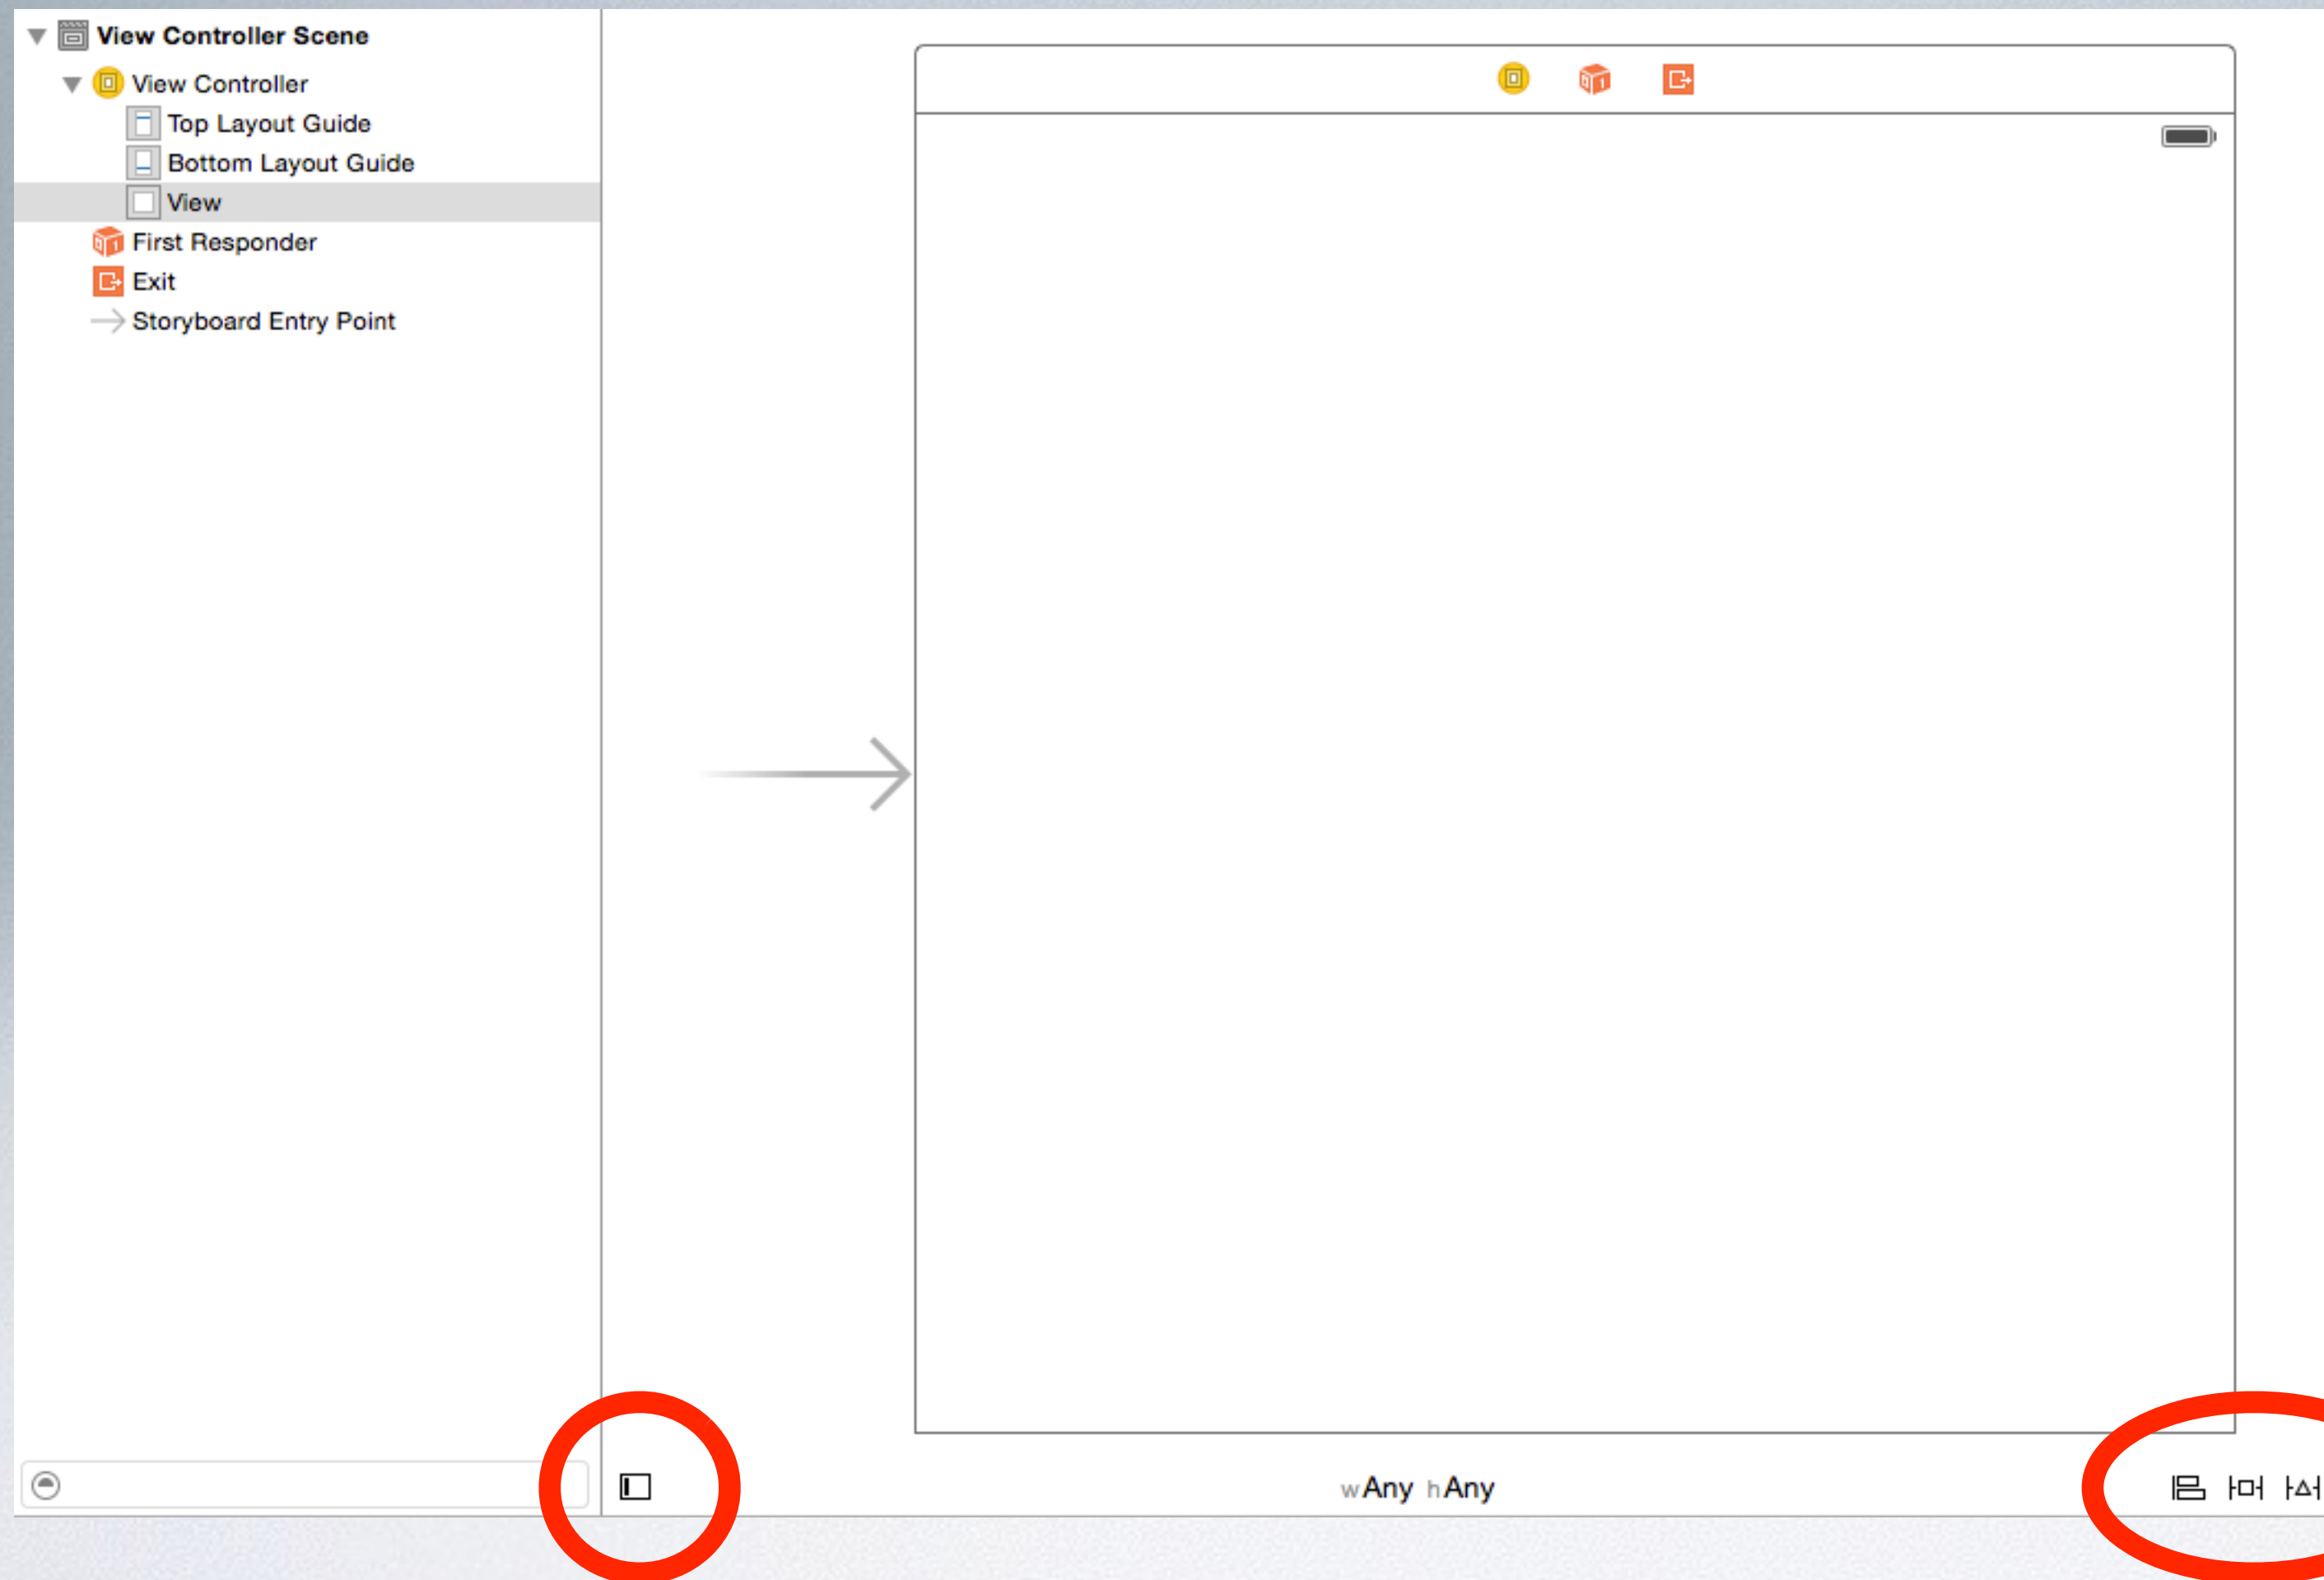 View Controller Scene
View Controller
Top Layout Guide
Bottom Layout Guide
View
First Responder
Exit
Storyboard Entry Point
wAny hAny